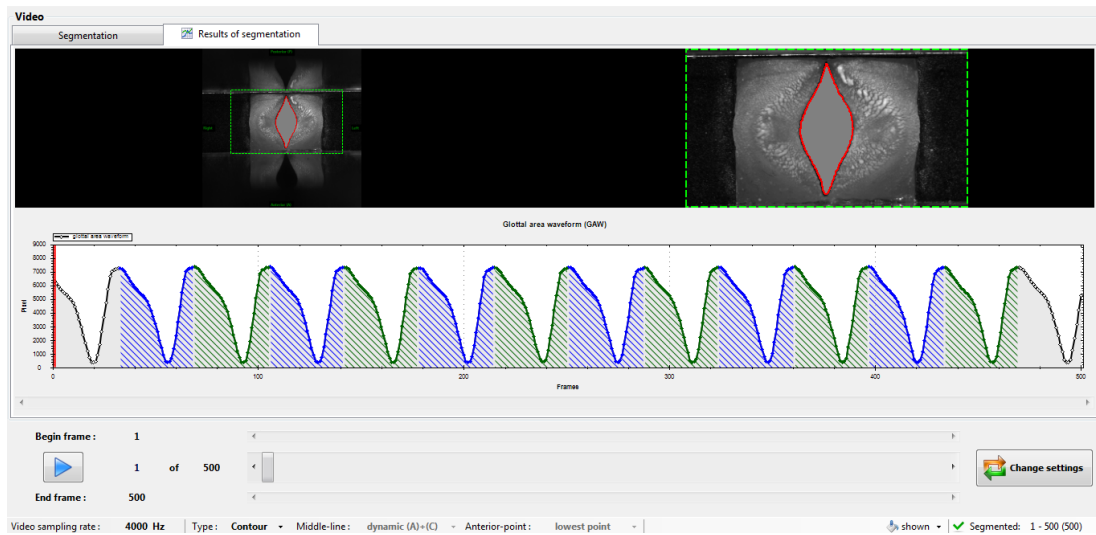 Video
Segmentation
Results of segmentation
Right
Left
Glottal area waveform (GAW)
glottal area waveform
9000
8000
7000
6000
5000
4000
3000
2000
1000
0
Pixel
0 100 200 300 400 500
Frames
Begin frame : 1
1 of 500
Change settings
End frame : 500
Video sampling rate : 4000 Hz Type : Contour Middle-line : dynamic (A)+(C) Anterior-point : lowest point shown Segmented: 1 - 500 (500)